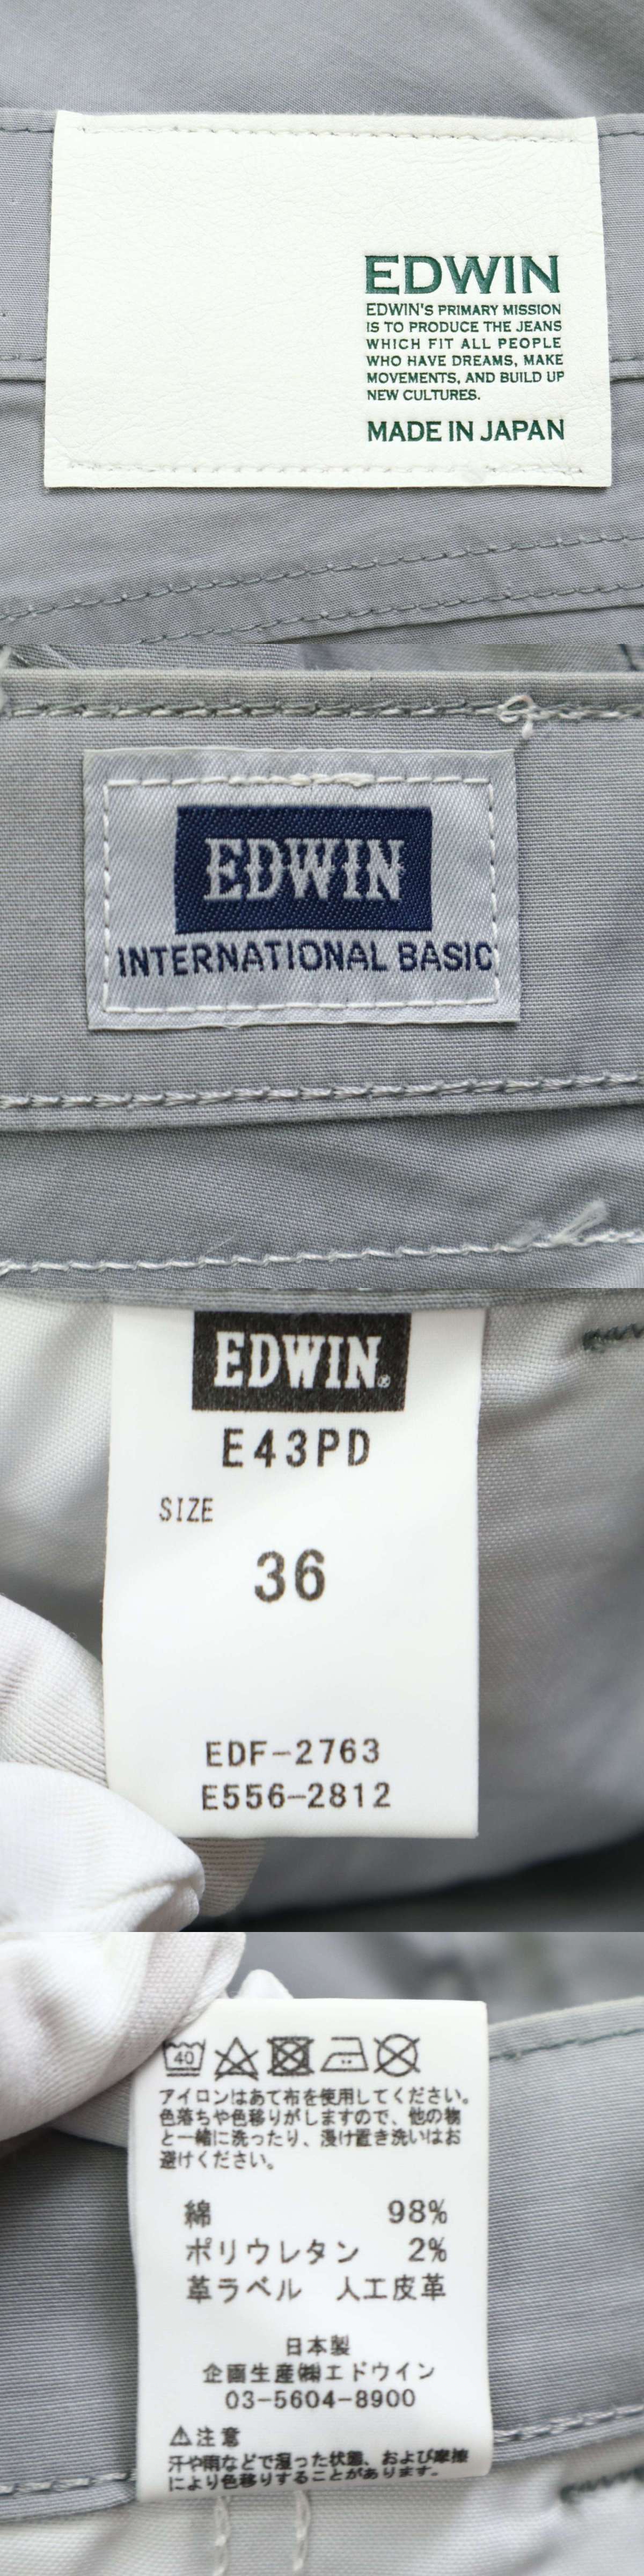 EDWIN
EDWIN'S PRIMARY MISSION
IS TO PRODUCE THE JEANS
WHICH FIT ALL PEOPLE
WHO HAVE DREAMS, MAKE
MOVEMENTS, AND BUILD UP
NEW CULTURES.
MADE IN JAPAN
EDWIN
INTERNATIONAL BASIC
EDWIN®
E43PD
SIZE
36
EDF-2763
E556-2812
40
アイロンはあて布を使用してください。
色落ちや色移りがしますので、他の物
と一緒に洗ったり、浸け置き洗いはお
避けください。
綿 98%
ポリウレタン 2%
革ラベル 人工皮革
日本製
企画生産㈱エドウイン
03-5604-8900
⚠注意
汗や雨などで湿った状態、および摩擦
により色移りすることがあります。